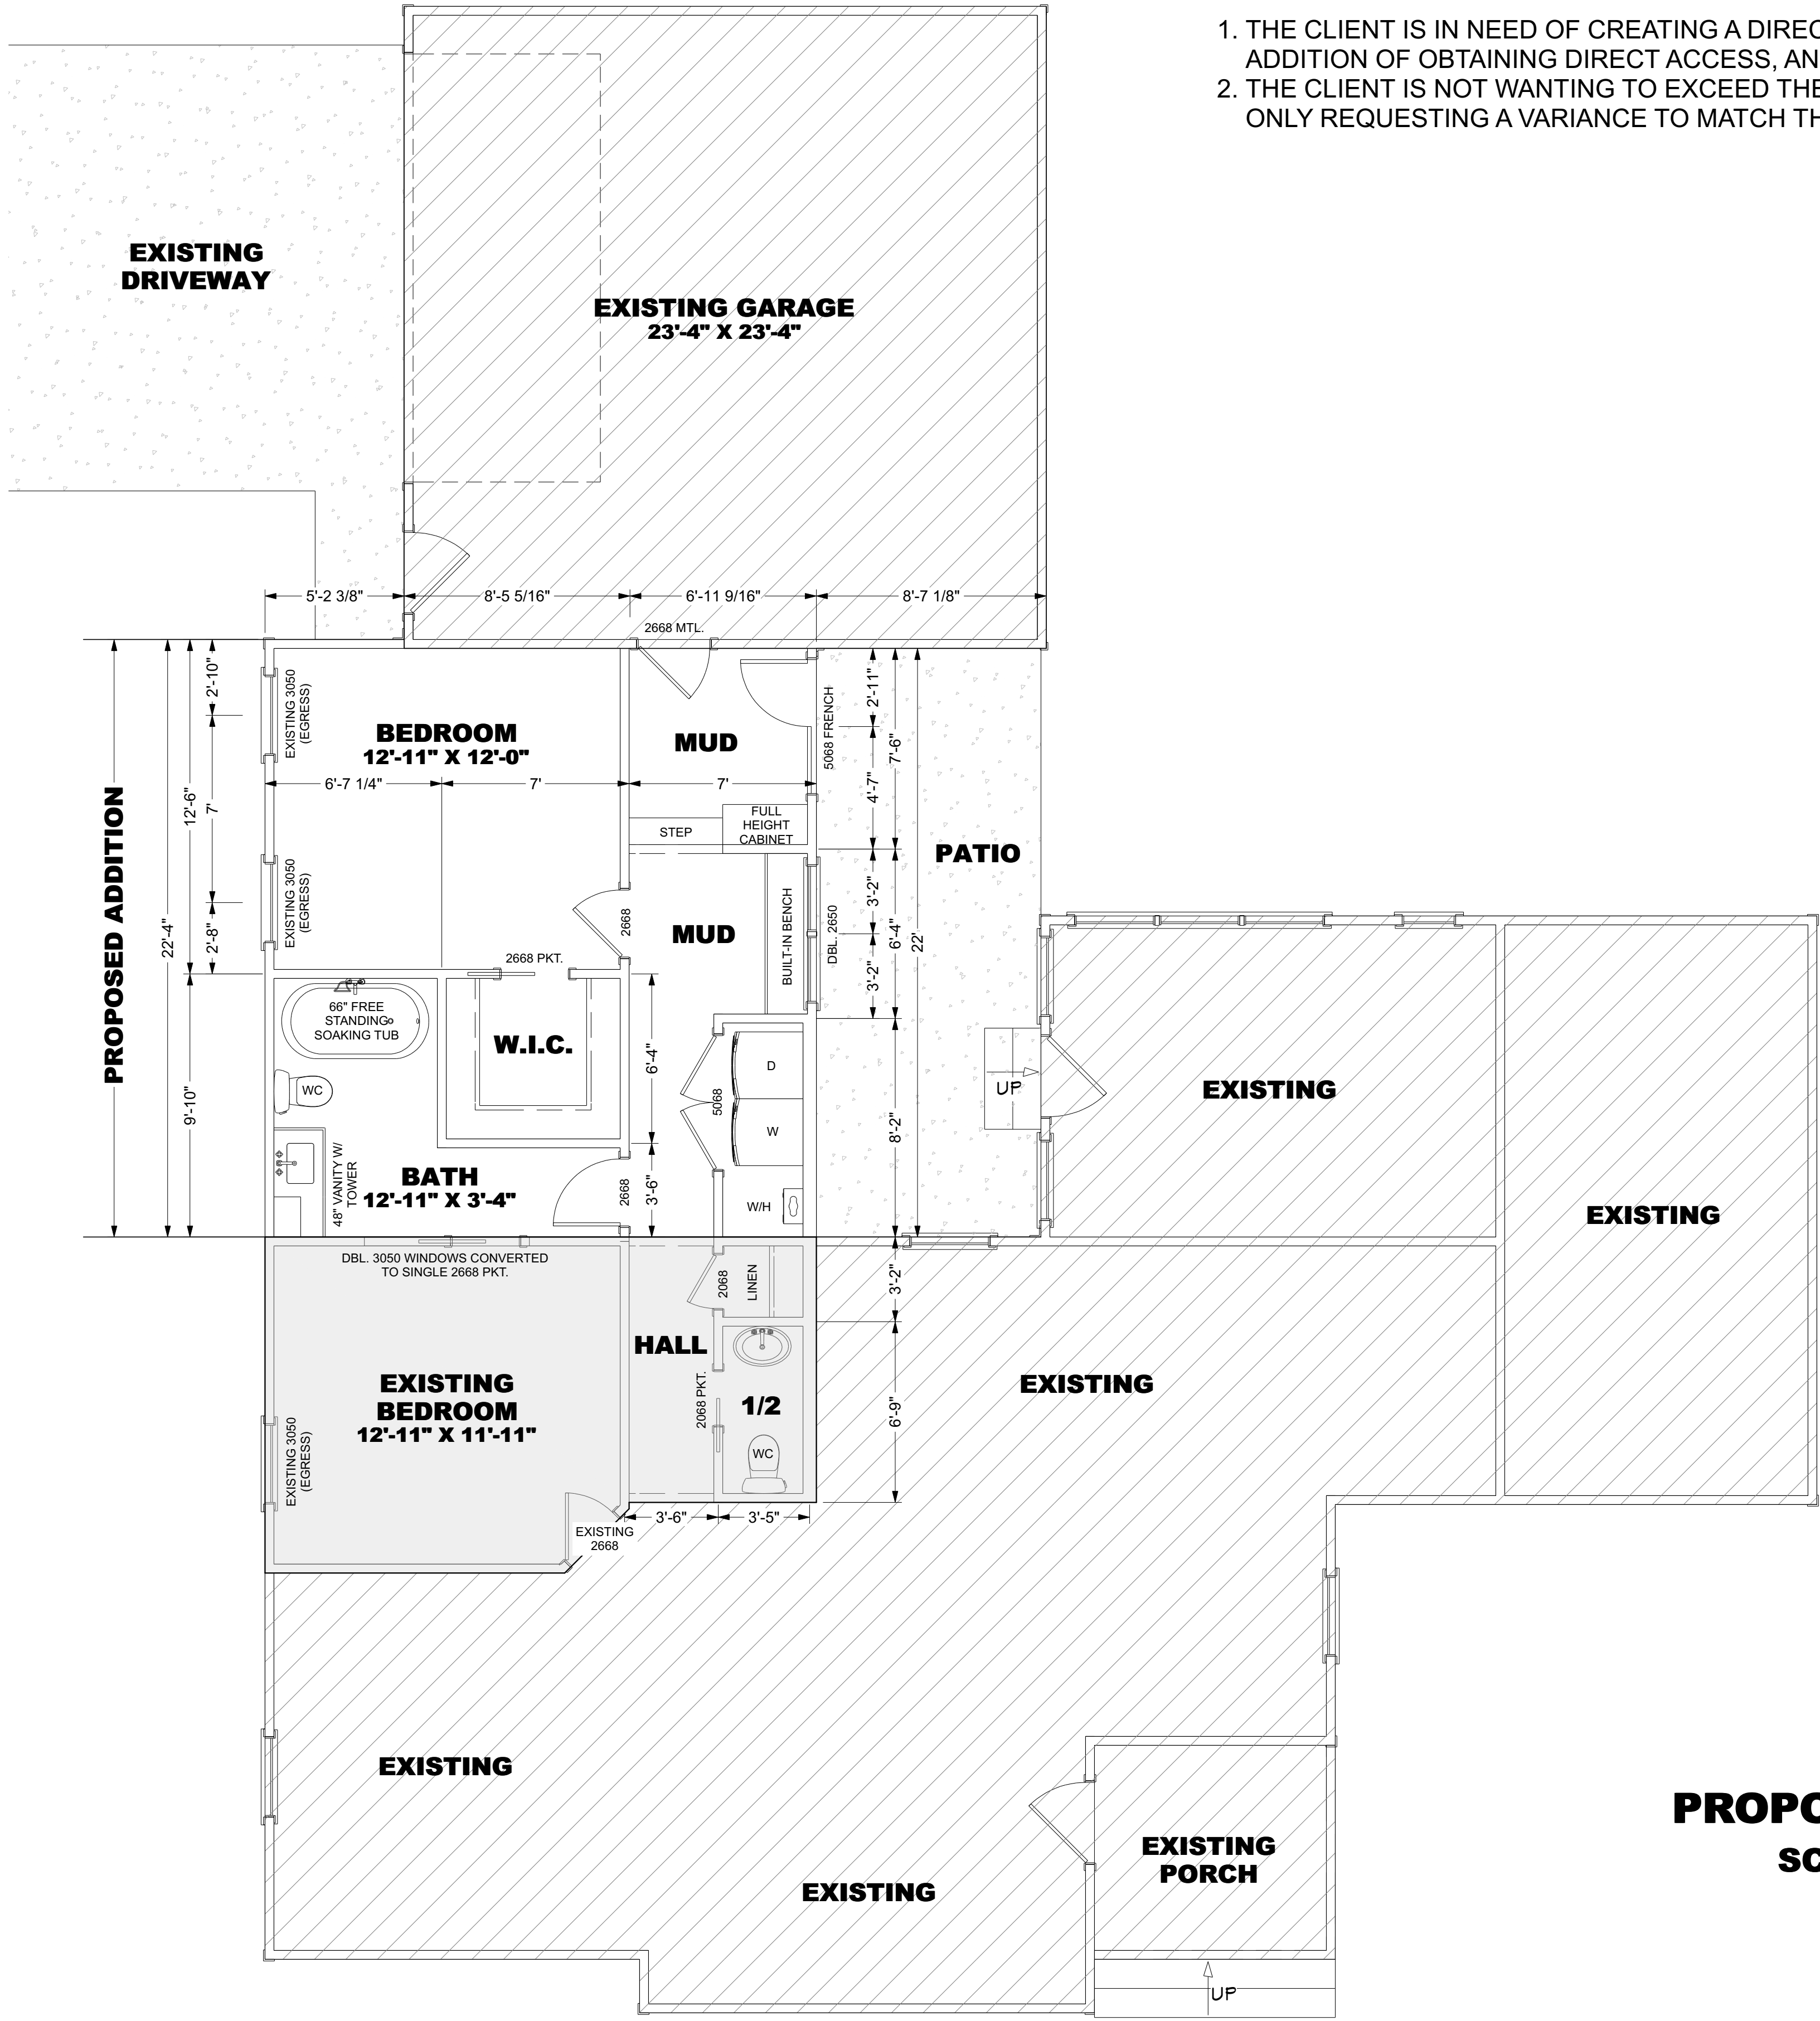 1. THE CLIENT IS IN NEED OF CREATING A DIREC
ADDITION OF OBTAINING DIRECT ACCESS, AN
2. THE CLIENT IS NOT WANTING TO EXCEED THE
ONLY REQUESTING A VARIANCE TO MATCH TH
EXISTING
DRIVEWAY
EXISTING GARAGE
23'-4" X 23'-4"
5'-2 3/8"
8'-5 5/16"
6'-11 9/16"
8'-7 1/8"
2668 MTL.
PROPOSED ADDITION
22'-4"
12'-6"
9'-10"
2'-10"
7'
2'-8"
EXISTING 3050
(EGRESS)
EXISTING 3050
(EGRESS)
BEDROOM
12'-11" X 12'-0"
6'-7 1/4"
7'
7'
MUD
5068 FRENCH
2'-11"
4'-7"
7'-6"
STEP
FULL
HEIGHT
CABINET
PATIO
MUD
2668
BUILT-IN BENCH
DBL. 2650
3'-2"
3'-2"
6'-4"
22'
2668 PKT.
66" FREE
STANDING
SOAKING TUB
WC
W.I.C.
6'-4"
5068
D
W
W/H
8'-2"
UP
EXISTING
EXISTING
48" VANITY W/
TOWER
BATH
12'-11" X 3'-4"
2668
3'-6"
DBL. 3050 WINDOWS CONVERTED
TO SINGLE 2668 PKT.
2068
LINEN
3'-2"
HALL
2068 PKT.
1/2
WC
6'-9"
EXISTING
EXISTING
BEDROOM
12'-11" X 11'-11"
EXISTING 3050
(EGRESS)
3'-6"
3'-5"
EXISTING
2668
EXISTING
EXISTING
EXISTING
PORCH
UP
PROPO
SC